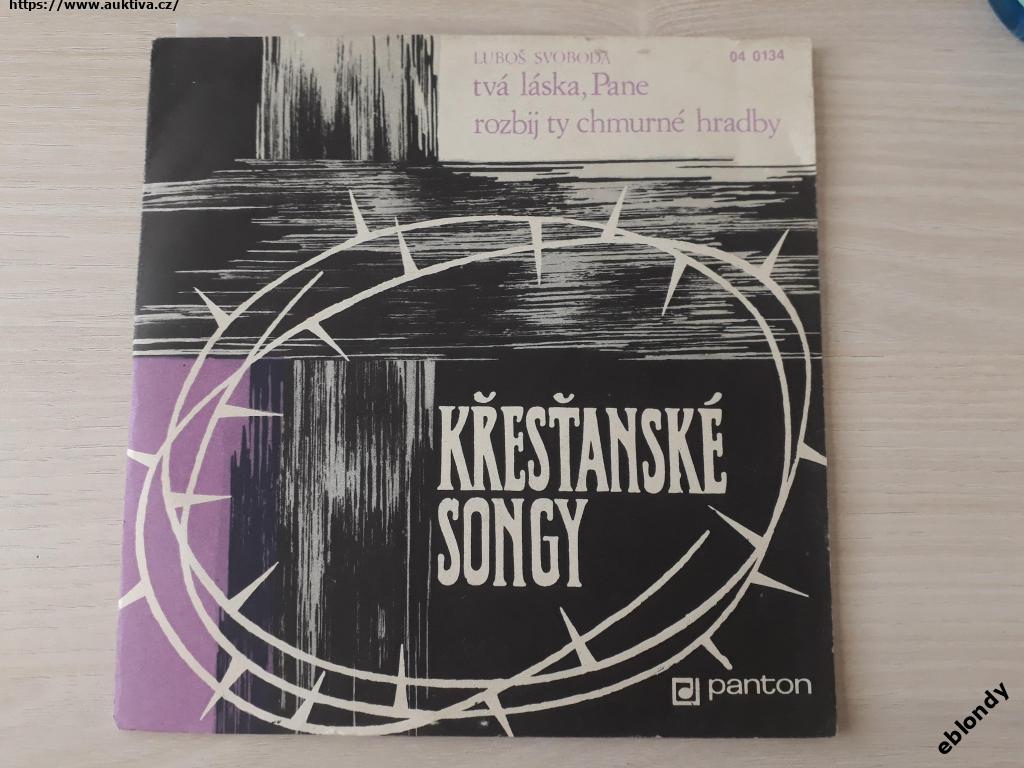 https://www.auktiva.cz/
LUBOŠ SVOBODA
04 0134
tvá láska, Pane
rozbij ty chmurné hradby
KŘESŤANSKÉ
SONGY
panton
eblondy